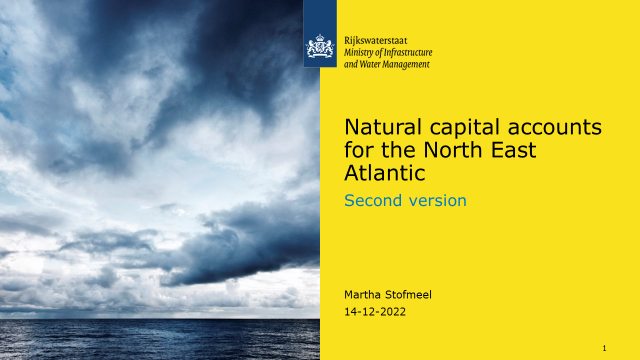 Rijkswaterstaat
Ministry of Infrastructure
and Water Management
Natural capital accounts
for the North East
Atlantic
Second version
Martha Stofmeel
14-12-2022
1